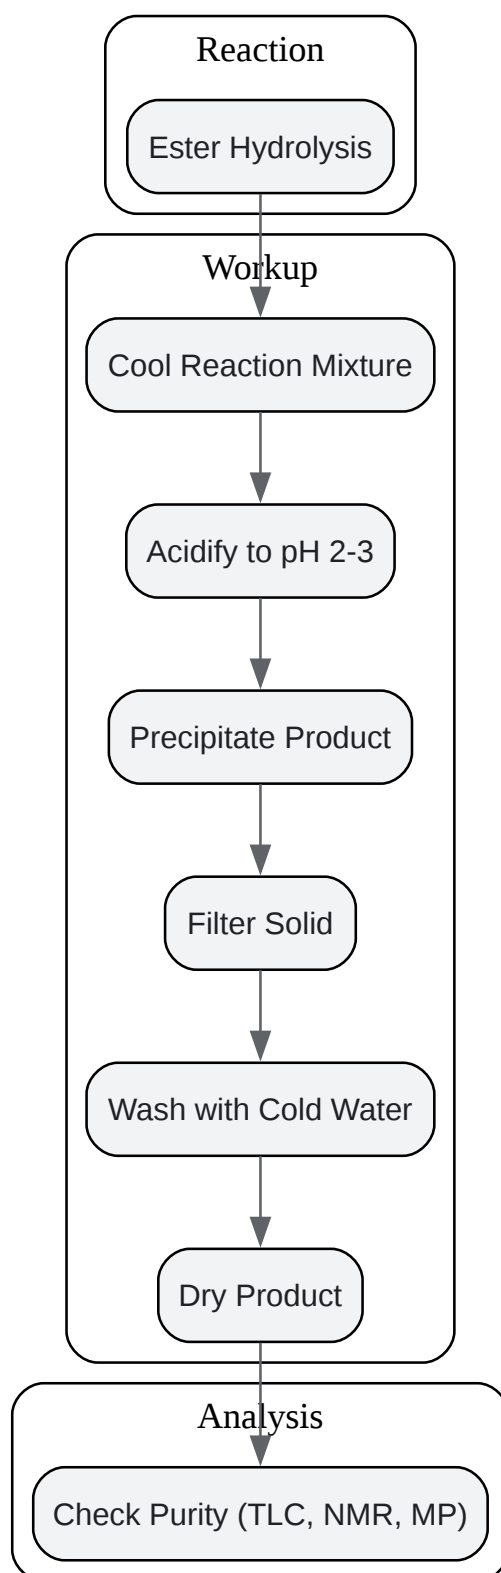 Reaction
Ester Hydrolysis
Workup
Cool Reaction Mixture
Acidify to pH 2-3
Precipitate Product
Filter Solid
Wash with Cold Water
Dry Product
Analysis
Check Purity (TLC, NMR, MP)